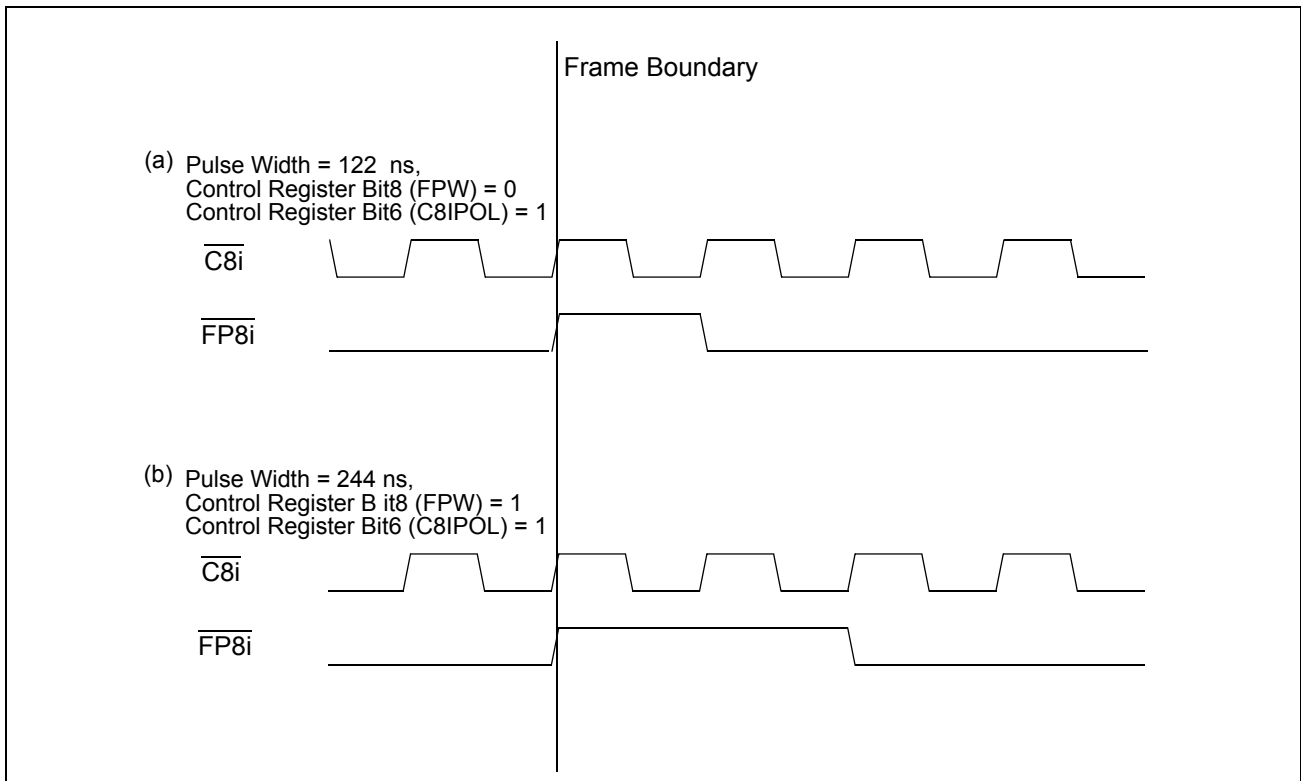 Frame Boundary
(a) Pulse Width = 122 ns,
Control Register Bit8 (FPW) = 0
Control Register Bit6 (C8IPOL) = 1
C8i
FP8i
(b) Pulse Width = 244 ns,
Control Register B it8 (FPW) = 1
Control Register Bit6 (C8IPOL) = 1
C8i
FP8i